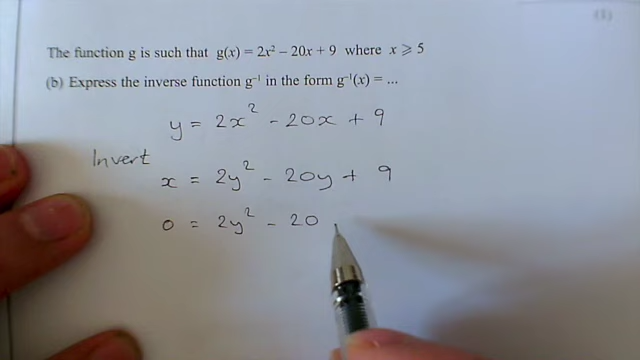 (1)
The function g is such that g(x) = 2x² – 20x + 9 where x ⩾ 5
(b) Express the inverse function g⁻¹ in the form g⁻¹(x) = ...
y = 2x² - 20x + 9
Invert
x = 2y² - 20y + 9
0 = 2y² - 20